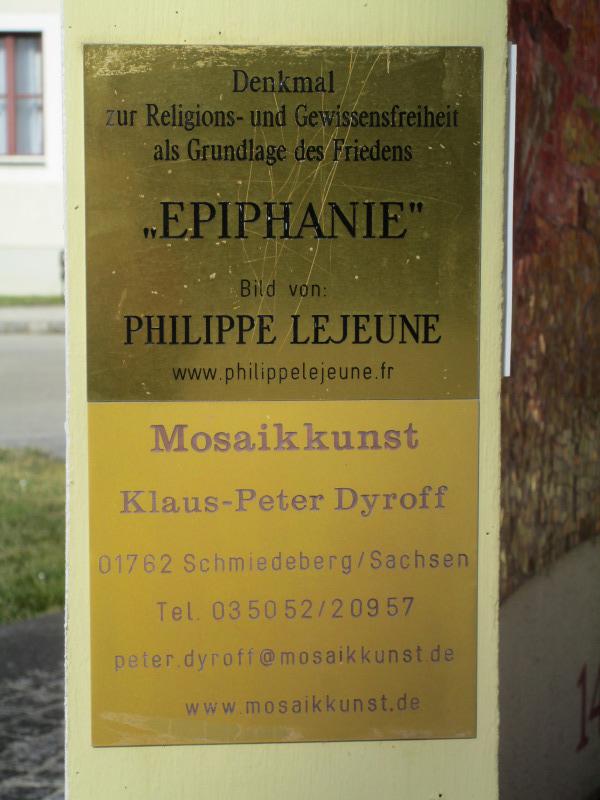 Denkmal
zur Religions- und Gewissensfreiheit
als Grundlage des Friedens
„EPIPHANIE"
Bild von:
PHILIPPE LEJEUNE
www.philippelejeune.fr
Mosaikkunst
Klaus-Peter Dyroff
01762 Schmiedeberg/Sachsen
Tel. 035052/20957
peter.dyroff@mosaikkunst.de
www.mosaikkunst.de